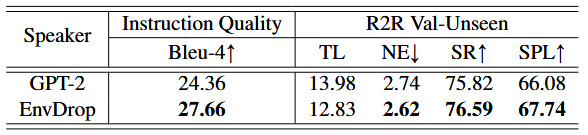 Speaker Instruction Quality R2R Val-Unseen
Bleu-4↑ TL NE↓ SR↑ SPL↑
GPT-2 24.36 13.98 2.74 75.82 66.08
EnvDrop 27.66 12.83 2.62 76.59 67.74